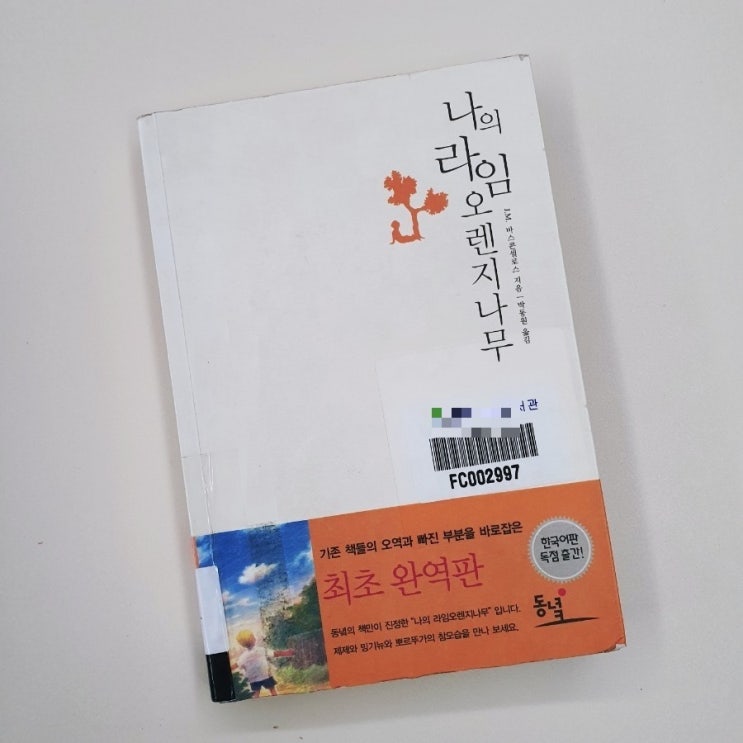 나의
라임
오렌지나무
J.M. 바스콘셀로스 지음 | 박동원 옮김
관
FC002997
기존 책들의 오역과 빠진 부분을 바로잡은
최초 완역판
동녘의 책만이 진정한 "나의 라임오렌지나무" 입니다.
제제와 밍기뉴와 뽀르뚜가의 참모습을 만나 보세요.
한국어판
독점 출간!
동녘